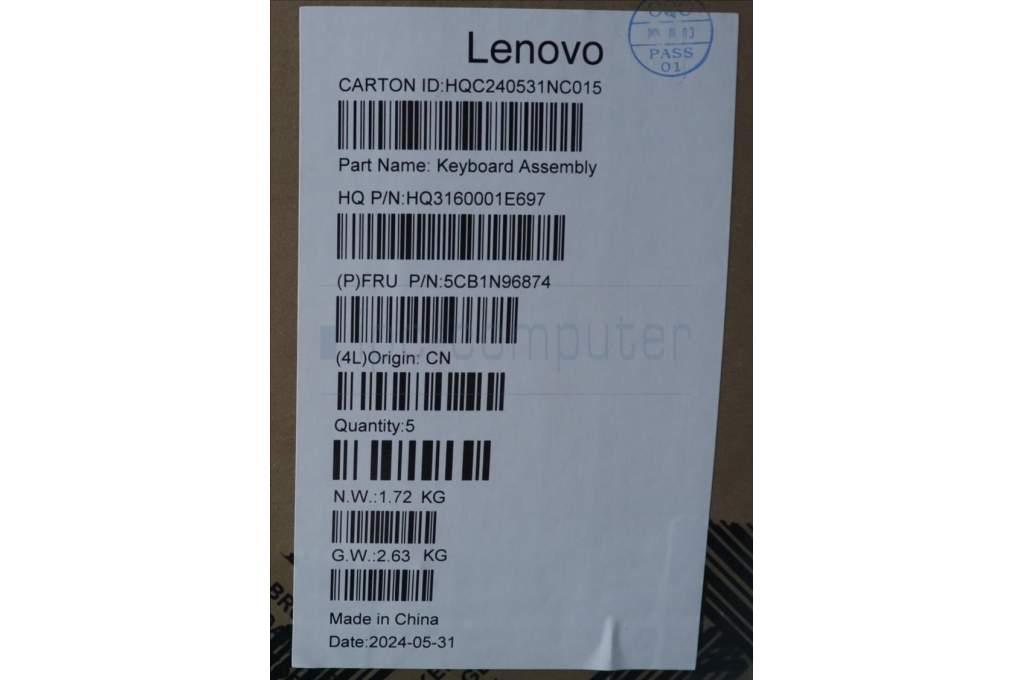 Lenovo
PASS
01
CARTON ID:HQC240531NC015
Part Name: Keyboard Assembly
HQ P/N:HQ3160001E697
(P)FRU P/N:5CB1N96874
computer
(4L)Origin: CN
Quantity:5
N.W.:1.72 KG
G.W.:2.63 KG
Made in China
Date:2024-05-31